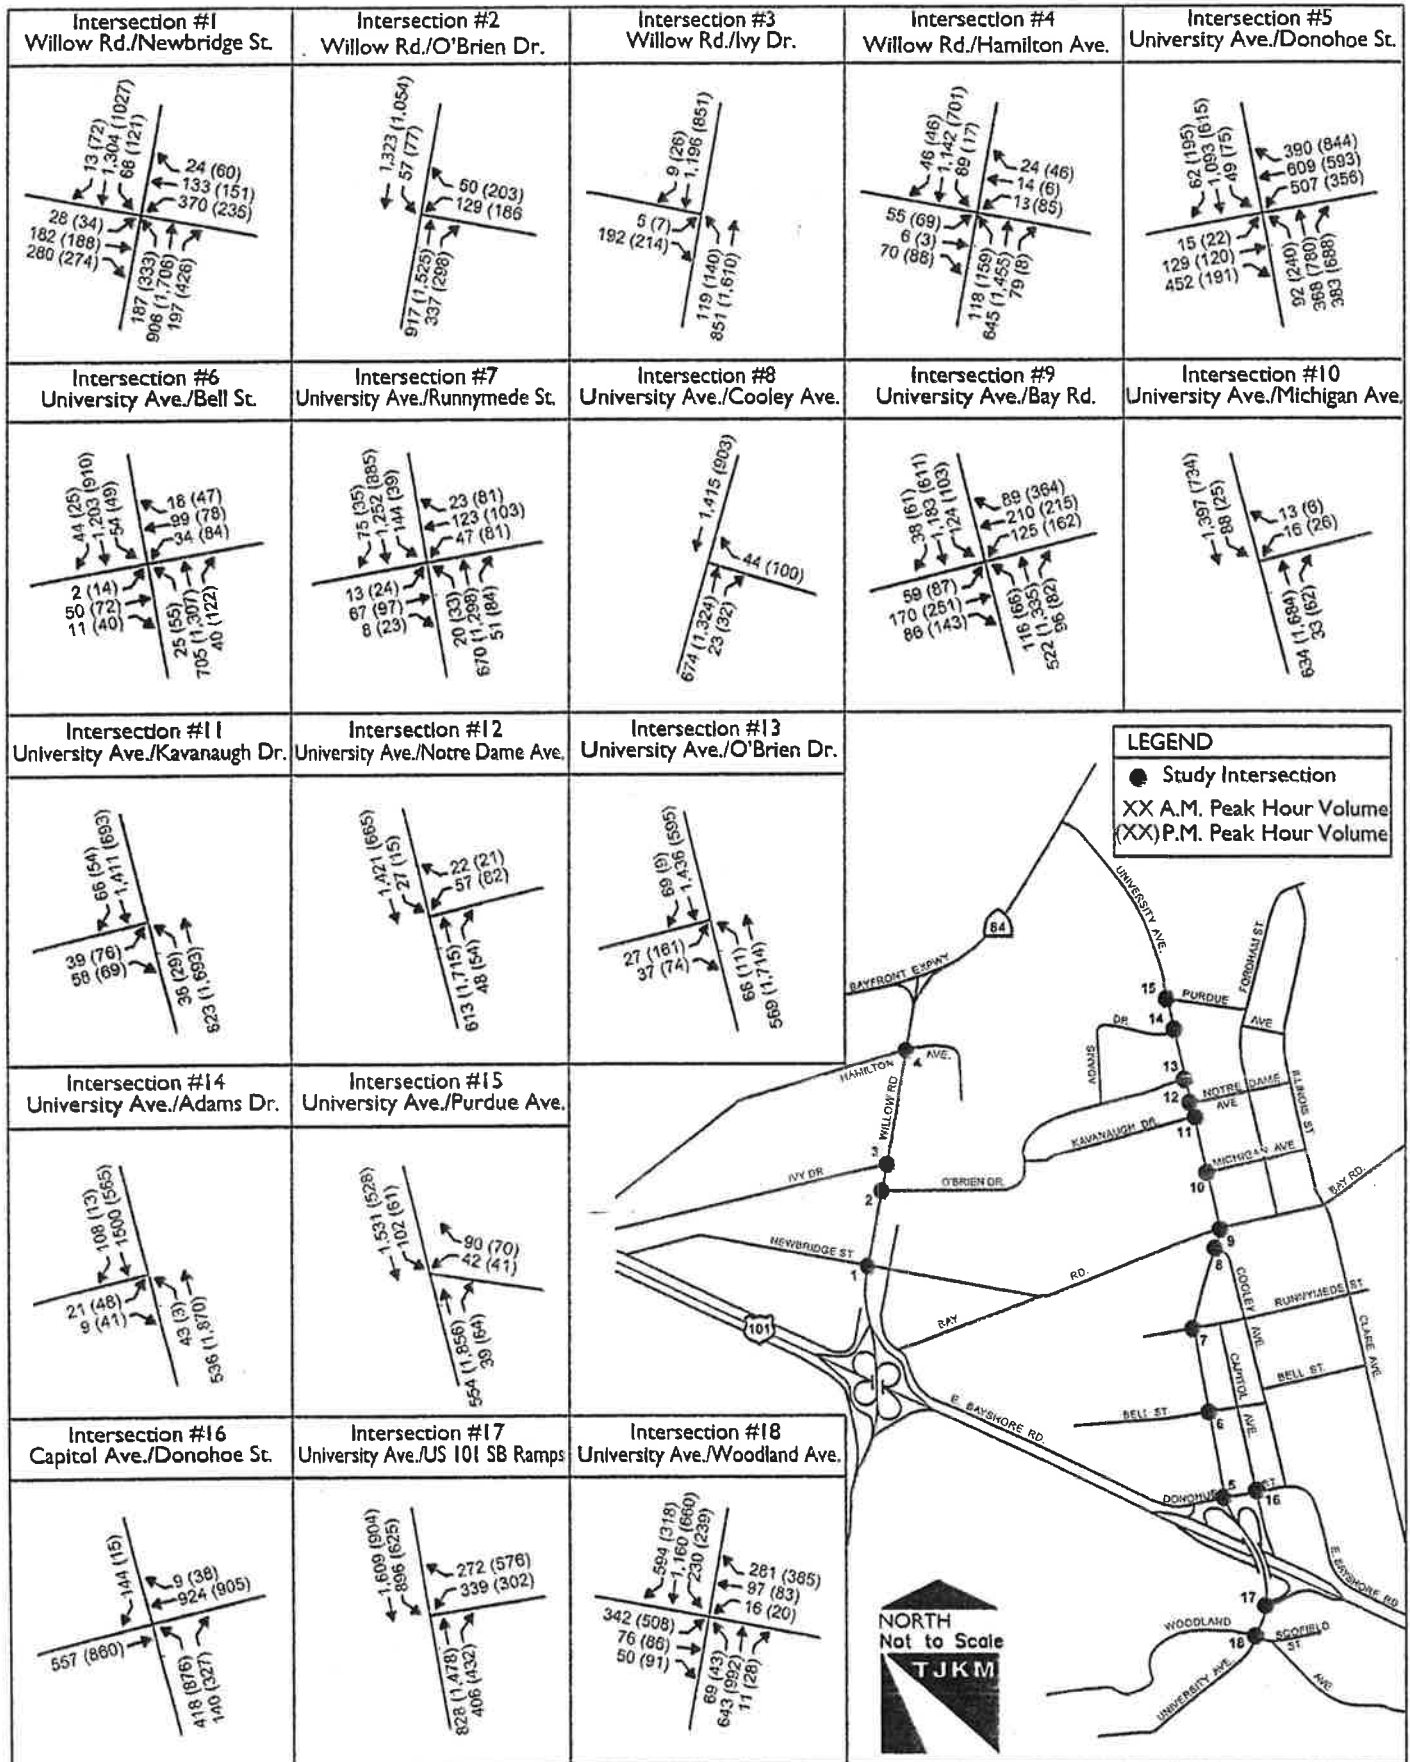 Intersection #1
Willow Rd./Newbridge St.
13 (72)
1,304 (1027)
68 (121)
24 (60)
133 (151)
370 (235)
28 (34)
182 (188)
280 (274)
187 (333)
906 (1,706)
197 (426)
Intersection #2
Willow Rd./O'Brien Dr.
1,323 (1,054)
57 (77)
50 (203)
129 (186
917 (1,525)
337 (298)
Intersection #3
Willow Rd./Ivy Dr.
9 (26)
1,196 (851)
5 (7)
192 (214)
119 (140)
851 (1,610)
Intersection #4
Willow Rd./Hamilton Ave.
46 (46)
1,142 (701)
89 (17)
24 (46)
14 (6)
13 (85)
55 (69)
6 (3)
70 (88)
118 (159)
645 (1,455)
79 (8)
Intersection #5
University Ave./Donohoe St.
62 (195)
1,093 (615)
49 (75)
390 (844)
609 (593)
507 (356)
15 (22)
129 (120)
452 (191)
92 (240)
368 (780)
383 (688)
Intersection #6
University Ave./Bell St.
44 (25)
1,203 (910)
54 (49)
18 (47)
99 (78)
34 (84)
2 (14)
50 (72)
11 (40)
25 (55)
705 (1,307)
40 (122)
Intersection #7
University Ave./Runnymede St.
75 (35)
1,252 (885)
144 (39)
23 (81)
123 (103)
47 (81)
13 (24)
67 (97)
8 (23)
20 (33)
670 (1,298)
51 (84)
Intersection #8
University Ave./Cooley Ave.
1,415 (903)
44 (100)
674 (1,324)
23 (32)
Intersection #9
University Ave./Bay Rd.
38 (61)
1,183 (611)
124 (103)
89 (364)
210 (215)
125 (162)
59 (87)
170 (251)
86 (143)
116 (66)
522 (1,335)
96 (82)
Intersection #10
University Ave./Michigan Ave.
1,397 (734)
88 (25)
13 (6)
16 (26)
634 (1,684)
33 (62)
Intersection #11
University Ave./Kavanaugh Dr.
66 (54)
1,411 (693)
39 (76)
58 (69)
36 (29)
623 (1,693)
Intersection #12
University Ave./Notre Dame Ave.
1,421 (665)
27 (15)
22 (21)
57 (82)
613 (1,715)
48 (54)
Intersection #13
University Ave./O'Brien Dr.
69 (9)
1,436 (595)
27 (161)
37 (74)
66 (11)
569 (1,714)
LEGEND
Study Intersection
XX A.M. Peak Hour Volume
(XX) P.M. Peak Hour Volume
Intersection #14
University Ave./Adams Dr.
108 (13)
1500 (565)
21 (48)
9 (41)
43 (3)
536 (1,870)
Intersection #15
University Ave./Purdue Ave.
1,531 (528)
102 (61)
90 (70)
42 (41)
554 (1,856)
39 (64)
Intersection #16
Capitol Ave./Donohoe St.
144 (15)
9 (38)
924 (905)
557 (860)
418 (876)
140 (327)
Intersection #17
University Ave./US 101 SB Ramps
1,609 (904)
896 (625)
272 (576)
339 (302)
828 (1,478)
406 (432)
Intersection #18
University Ave./Woodland Ave.
594 (318)
1,160 (660)
230 (239)
281 (385)
97 (83)
16 (20)
342 (508)
76 (86)
50 (91)
69 (43)
643 (992)
11 (28)
UNIVERSITY AVE.
84
BAYFRONT EXPWY
FORDHAM ST
15
PURDUE
AVE
14
DR.
ADAMS
HAMILTON
AVE.
4
13
12
NOTRE DAME
AVE
ILLINOIS ST
11
KAVANAUGH DR.
WILLOW RD
3
IVY DR
2
O'BRIEN DR.
MICHIGAN AVE
10
BAY RD.
NEWBRIDGE ST
1
9
8
BAY
RD.
COOLEY
AVE.
RUNNYMEDE ST
7
101
CAPITOL
AVE.
CLARE AVE
BELL ST.
BELL ST.
6
E. BAYSHORE RD.
DONOHUE
ST
5
16
E. BAYSHORE RD
17
WOODLAND
18
SCOFIELD
ST
AVE
UNIVERSITY AVE.
NORTH
Not to Scale
TJKM